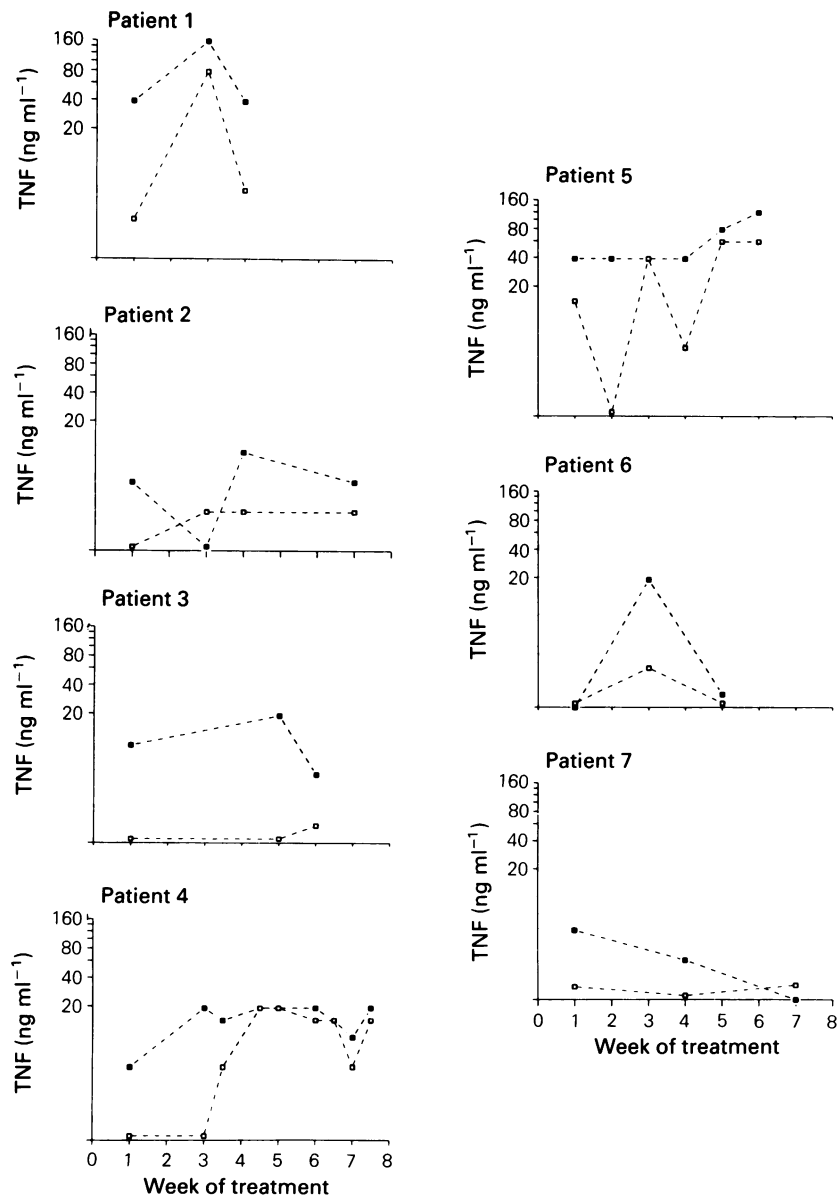 Patient 1
TNF (ng ml⁻¹)
160
80
40
20
Patient 2
TNF (ng ml⁻¹)
160
80
40
20
Patient 3
TNF (ng ml⁻¹)
160
80
40
20
Patient 4
TNF (ng ml⁻¹)
160
80
40
20
0 1 2 3 4 5 6 7 8
Week of treatment
Patient 5
TNF (ng ml⁻¹)
160
80
40
20
Patient 6
TNF (ng ml⁻¹)
160
80
40
20
Patient 7
TNF (ng ml⁻¹)
160
80
40
20
0 1 2 3 4 5 6 7 8
Week of treatment